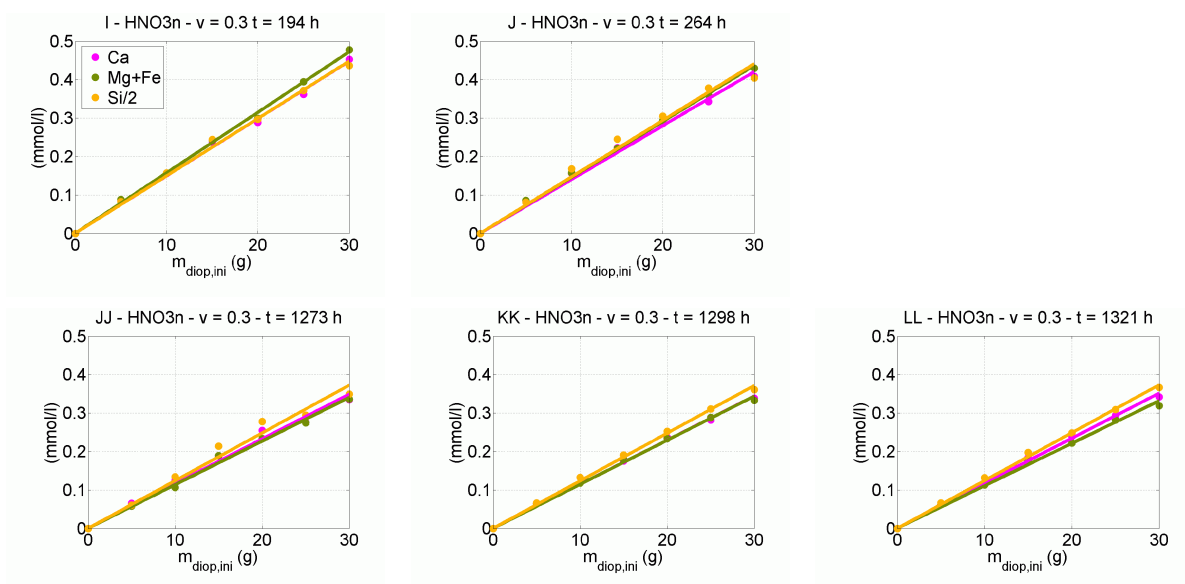 I - HNO3n - v = 0.3 t = 194 h
0.5
0.4
0.3
0.2
0.1
0
(mmol/l)
Ca
Mg+Fe
Si/2
0 10 20 30
m_diop,ini (g)
J - HNO3n - v = 0.3 t = 264 h
0.5
0.4
0.3
0.2
0.1
0
(mmol/l)
0 10 20 30
m_diop,ini (g)
JJ - HNO3n - v = 0.3 - t = 1273 h
0.5
0.4
0.3
0.2
0.1
0
(mmol/l)
0 10 20 30
m_diop,ini (g)
KK - HNO3n - v = 0.3 - t = 1298 h
0.5
0.4
0.3
0.2
0.1
0
(mmol/l)
0 10 20 30
m_diop,ini (g)
LL - HNO3n - v = 0.3 - t = 1321 h
0.5
0.4
0.3
0.2
0.1
0
(mmol/l)
0 10 20 30
m_diop,ini (g)